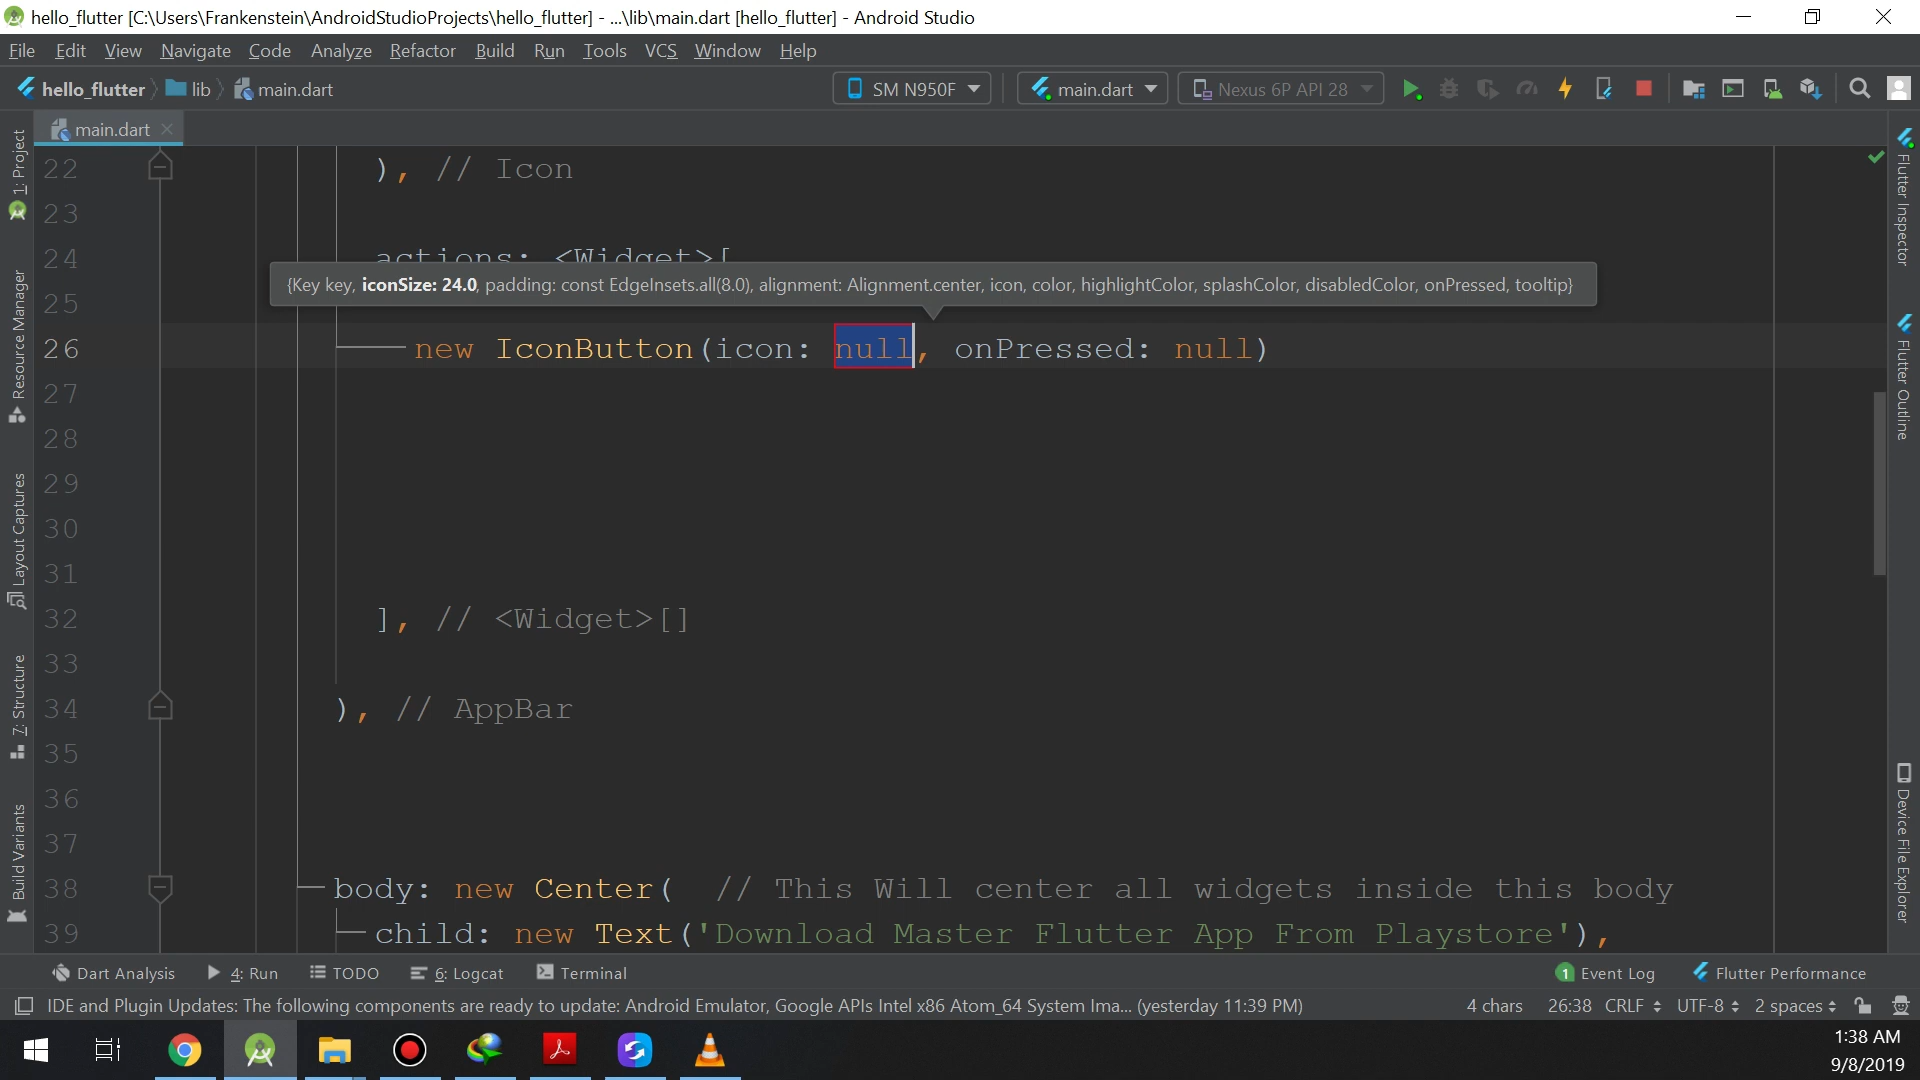 hello_flutter [C:\Users\Frankenstein\AndroidStudioProjects\hello_flutter] - ...\lib\main.dart [hello_flutter] - Android Studio
File Edit View Navigate Code Analyze Refactor Build Run Tools VCS Window Help
hello_flutter lib main.dart SM N950F main.dart Nexus 6P API 28
main.dart
22 ), // Icon
23
24 actions: <Widget>[
25 {Key key, iconSize: 24.0, padding: const EdgeInsets.all(8.0), alignment: Alignment.center, icon, color, highlightColor, splashColor, disabledColor, onPressed, tooltip}
26 new IconButton(icon: null, onPressed: null)
27
28
29
30
31
32 ], // <Widget>[]
33
34 ), // AppBar
35
36
37
38 body: new Center( // This Will center all widgets inside this body
39 child: new Text('Download Master Flutter App From Playstore'),
1: Project
Resource Manager
Layout Captures
7: Structure
Build Variants
Flutter Inspector
Flutter Outline
Device File Explorer
Dart Analysis 4: Run TODO 6: Logcat Terminal 1 Event Log Flutter Performance
IDE and Plugin Updates: The following components are ready to update: Android Emulator, Google APIs Intel x86 Atom_64 System Ima... (yesterday 11:39 PM) 4 chars 26:38 CRLF UTF-8 2 spaces
1:38 AM
9/8/2019